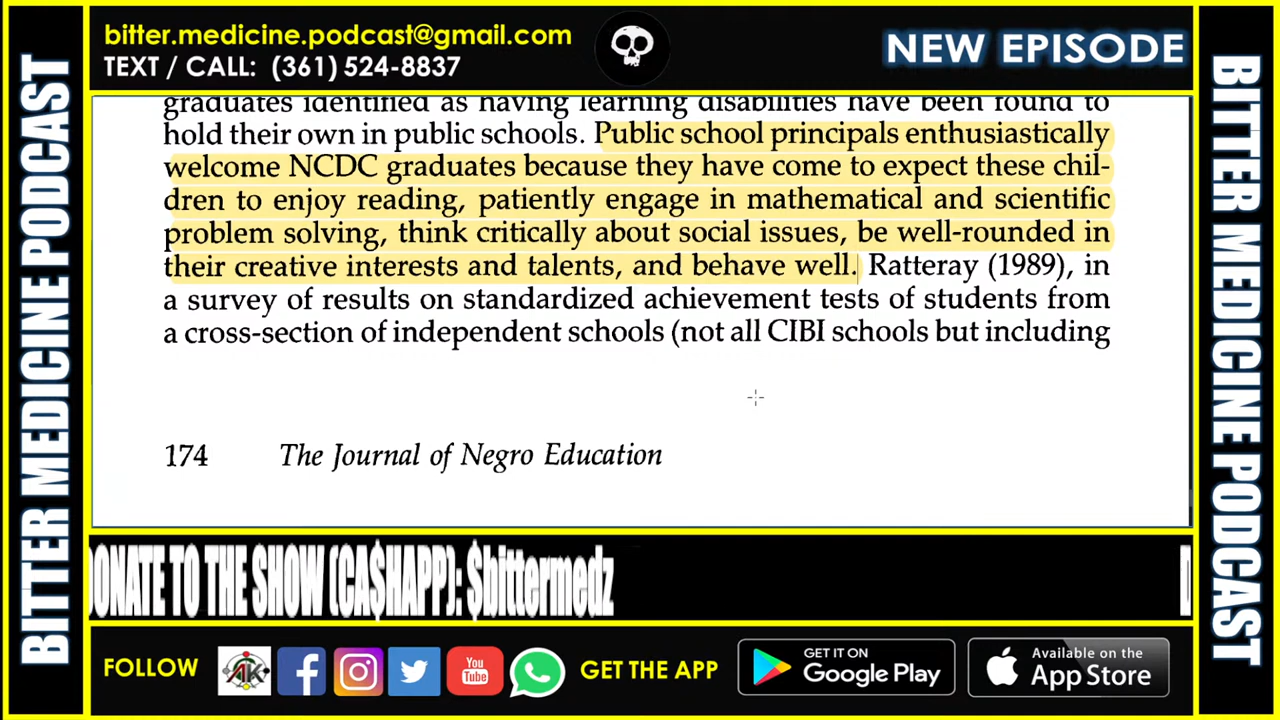 bitter.medicine.podcast@gmail.com
TEXT / CALL: (361) 524-8837
NEW EPISODE
BITTER MEDICINE PODCAST
graduates identified as having learning disabilities have been found to
hold their own in public schools. Public school principals enthusiastically
welcome NCDC graduates because they have come to expect these chil-
dren to enjoy reading, patiently engage in mathematical and scientific
problem solving, think critically about social issues, be well-rounded in
their creative interests and talents, and behave well. Ratteray (1989), in
a survey of results on standardized achievement tests of students from
a cross-section of independent schools (not all CIBI schools but including
174 The Journal of Negro Education
BITTER MEDICINE PODCAST
DONATE TO THE SHOW (CA$HAPP): $bittermedz
D
FOLLOW
ATK
You
Tube
GET THE APP
GET IT ON
Google Play
Available on the
App Store